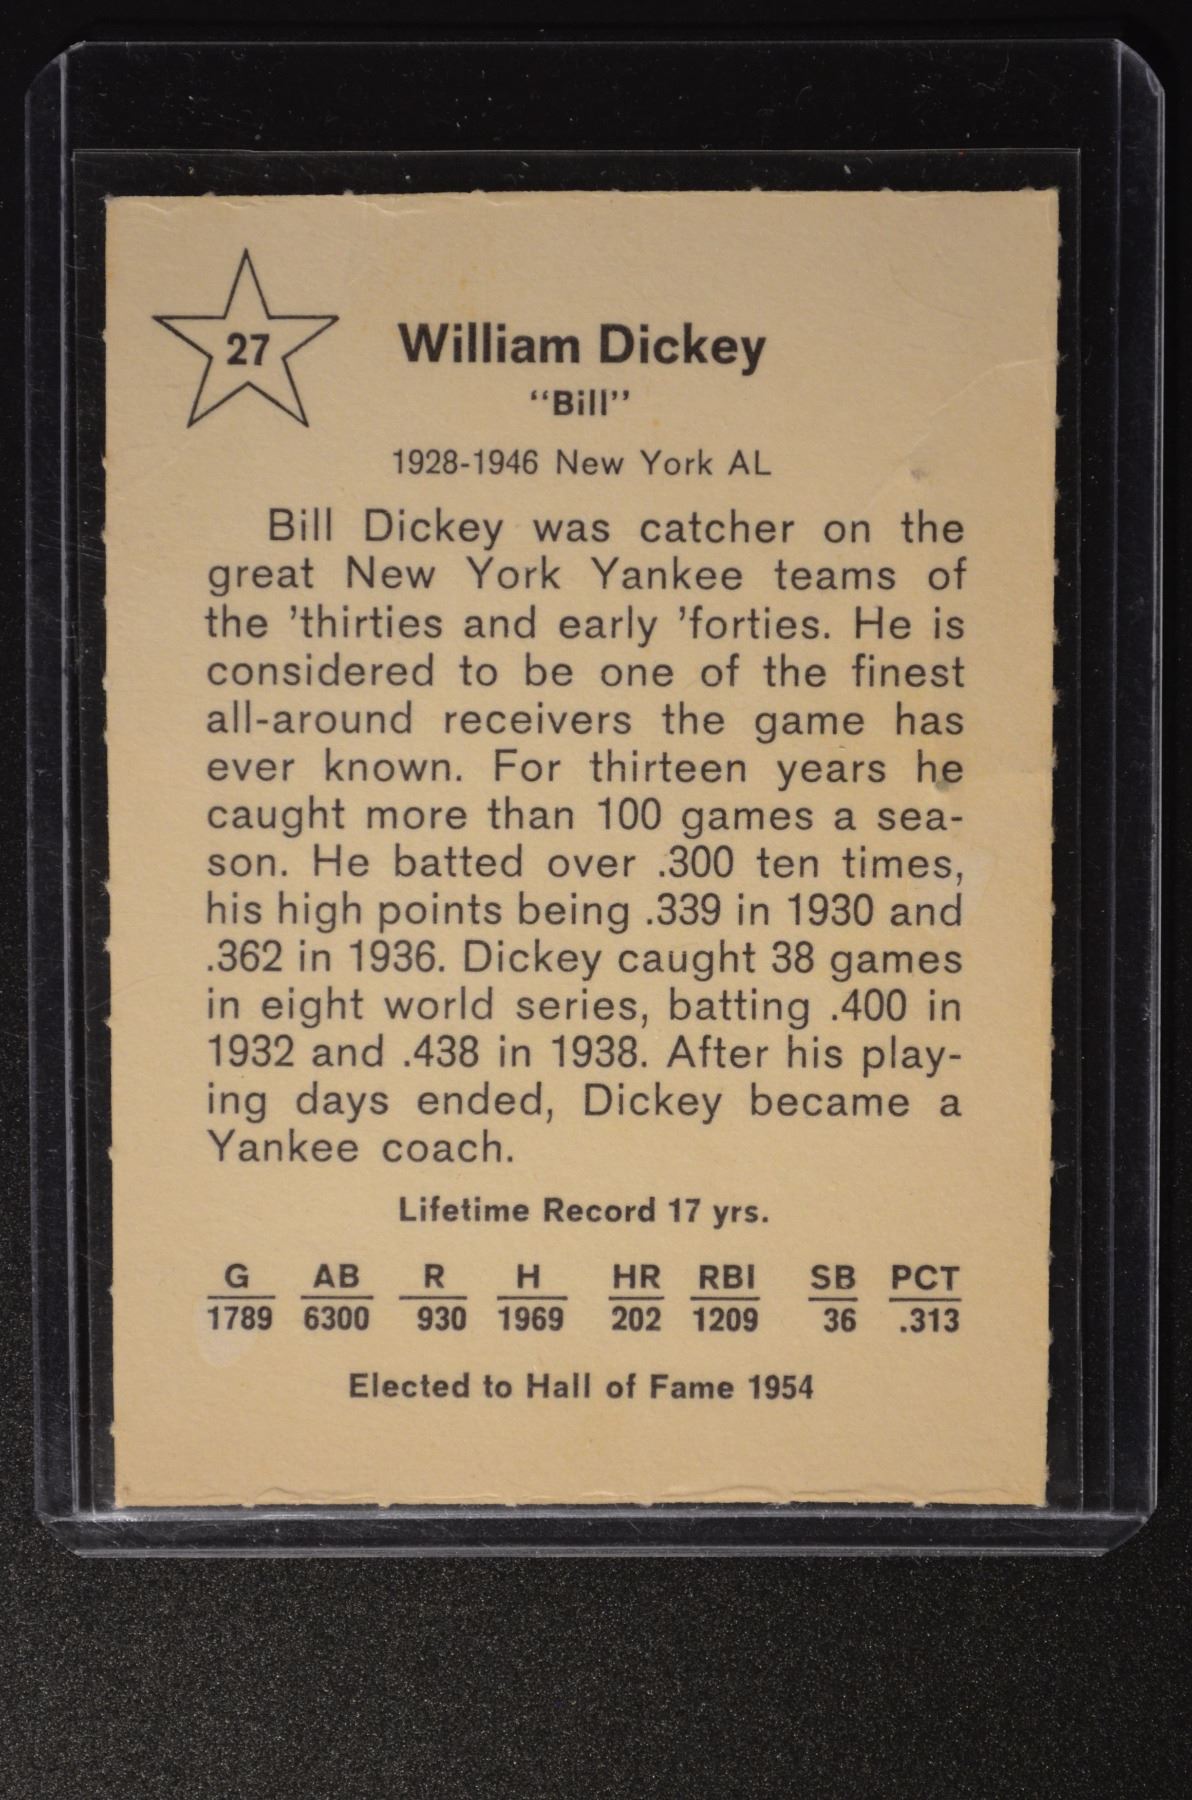 27
William Dickey
“Bill”
1928-1946 New York AL
Bill Dickey was catcher on the
great New York Yankee teams of
the ’thirties and early ’forties. He is
considered to be one of the finest
all-around receivers the game has
ever known. For thirteen years he
caught more than 100 games a sea-
son. He batted over .300 ten times,
his high points being .339 in 1930 and
.362 in 1936. Dickey caught 38 games
in eight world series, batting .400 in
1932 and .438 in 1938. After his play-
ing days ended, Dickey became a
Yankee coach.
Lifetime Record 17 yrs.
G AB R H HR RBI SB PCT
1789 6300 930 1969 202 1209 36 .313
Elected to Hall of Fame 1954